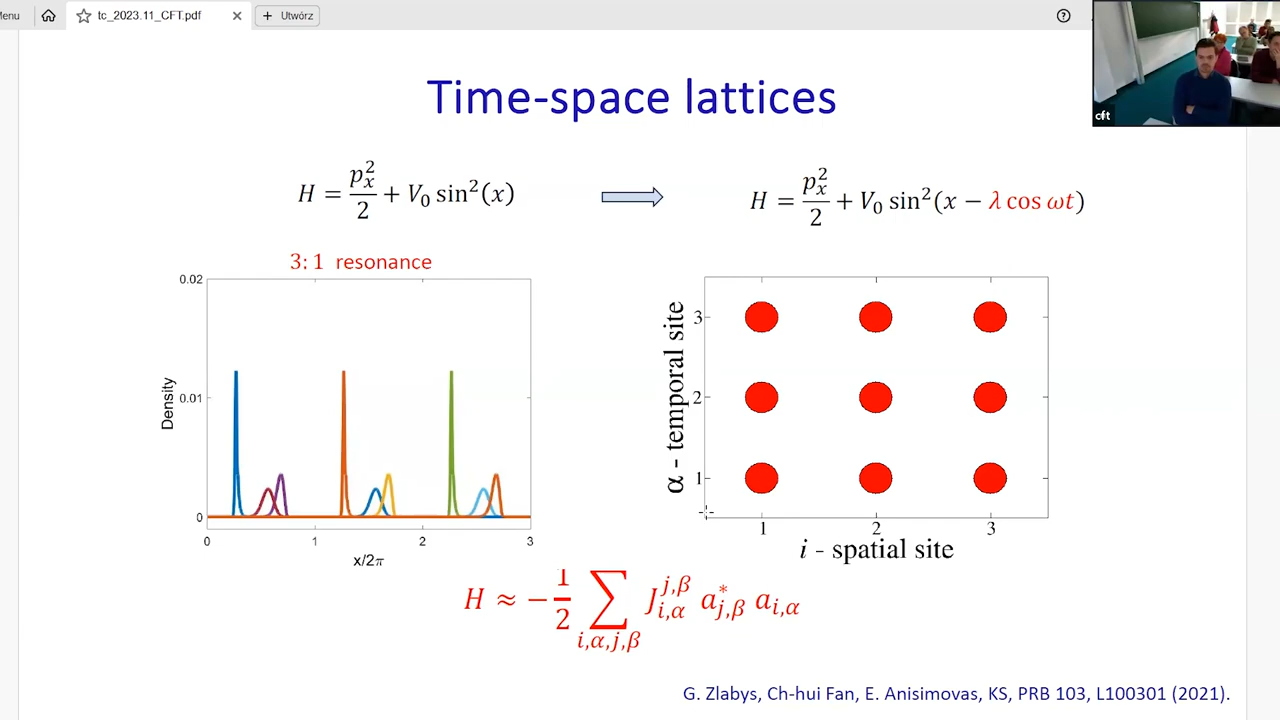 Menu
tc_2023.11_CFT.pdf
Utwórz
cft
Time-space lattices
H = p_x^2/2 + V_0 sin^2(x)
H = p_x^2/2 + V_0 sin^2(x − λ cos ωt)
3: 1 resonance
0.02
0.01
0
Density
0 1 2 3
x/2π
α - temporal site
3
2
1
1 2 3
i - spatial site
H ≈ − 1/2 ∑_{i,α,j,β} J_{i,α}^{j,β} a*_{j,β} a_{i,α}
G. Zlabys, Ch-hui Fan, E. Anisimovas, KS, PRB 103, L100301 (2021).